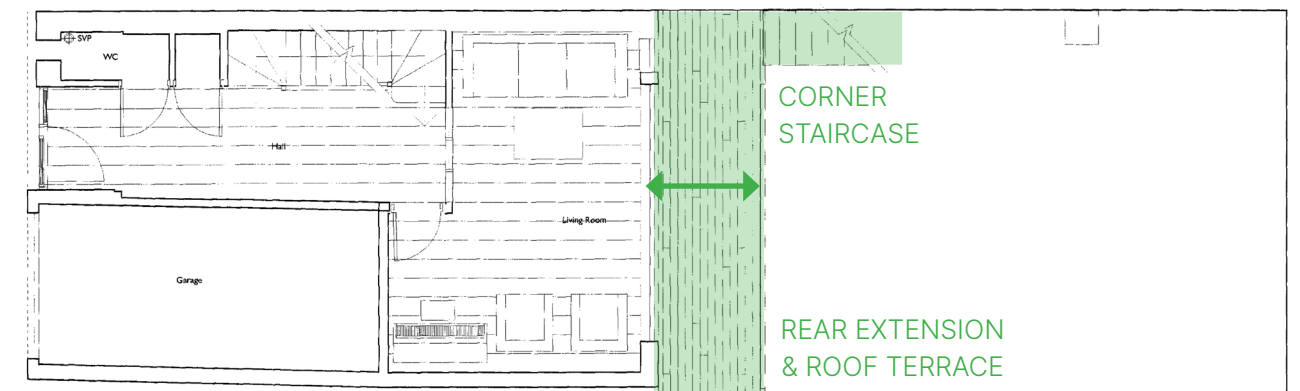 SVP
WC
CORNER
STAIRCASE
Hall
Living Room
Garage
REAR EXTENSION
& ROOF TERRACE